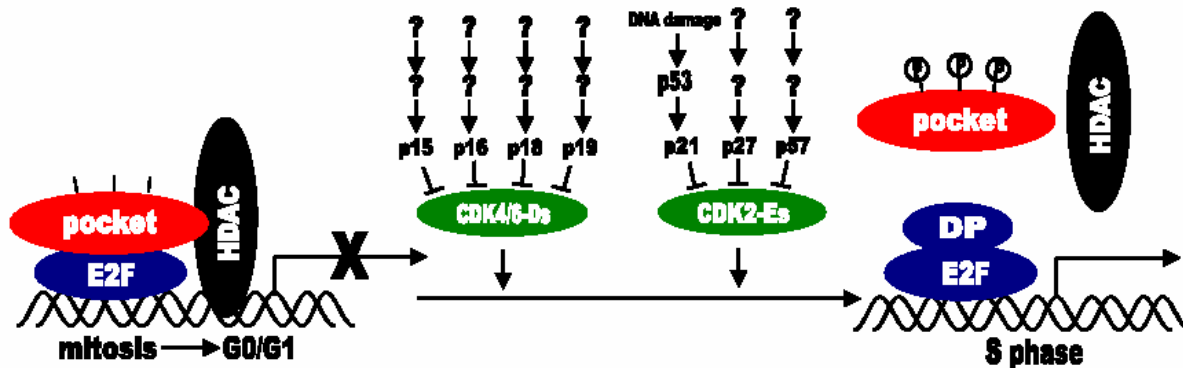 ? ? ? ? DNA damage ? ?
? ? ? ? p53 ? ?
p15 p16 p18 p19 p21 p27 p57
CDK4/6-Ds CDK2-Es
pocket HDAC
E2F
X
mitosis G0/G1
P P P
pocket HDAC
DP
E2F
S phase